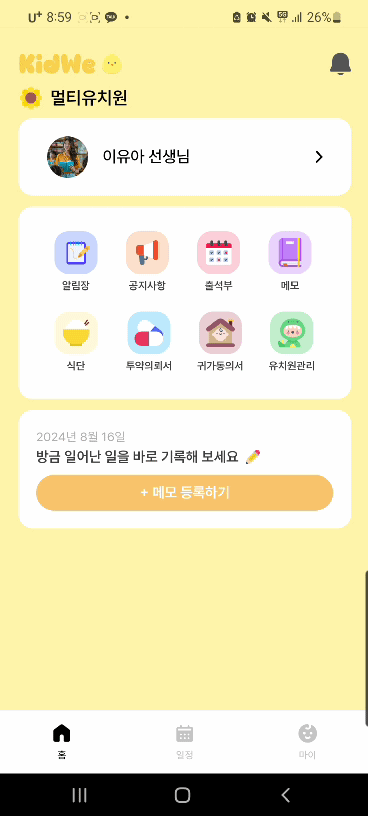 U+ 8:59 26%
KidWe
멀티유치원
이유아 선생님
알림장 공지사항 출석부 메모
식단 투약의뢰서 귀가동의서 유치원관리
2024년 8월 16일
방금 일어난 일을 바로 기록해 보세요
+ 메모 등록하기
홈 일정 마이